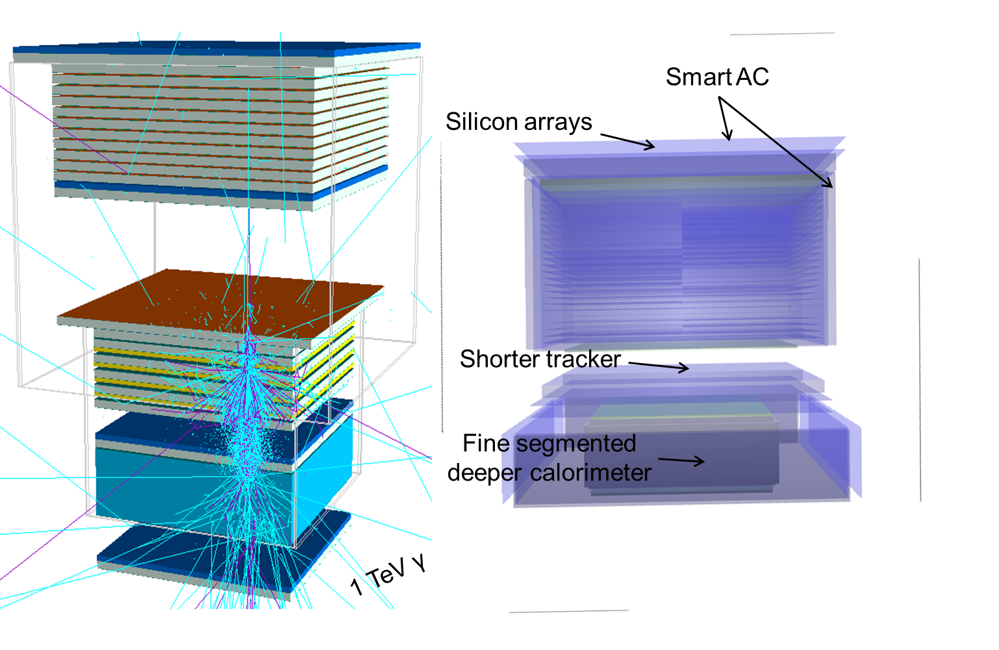 Smart AC
Silicon arrays
Shorter tracker
Fine segmented
deeper calorimeter
1 TeV γ